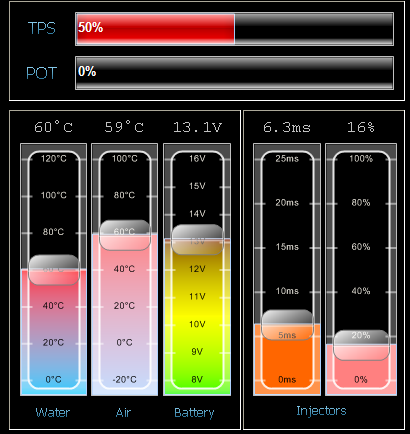 TPS 50%
POT 0%
60°C 59°C 13.1V 6.3ms 16%
120°C 100°C 16V 25ms 100%
15V
100°C 80°C 20ms 80%
14V
80°C 60°C 13V 15ms 60%
60°C 40°C 12V 10ms 40%
11V
40°C 20°C 10V 5ms 20%
20°C 0°C 9V
0°C -20°C 8V 0ms 0%
Water Air Battery Injectors